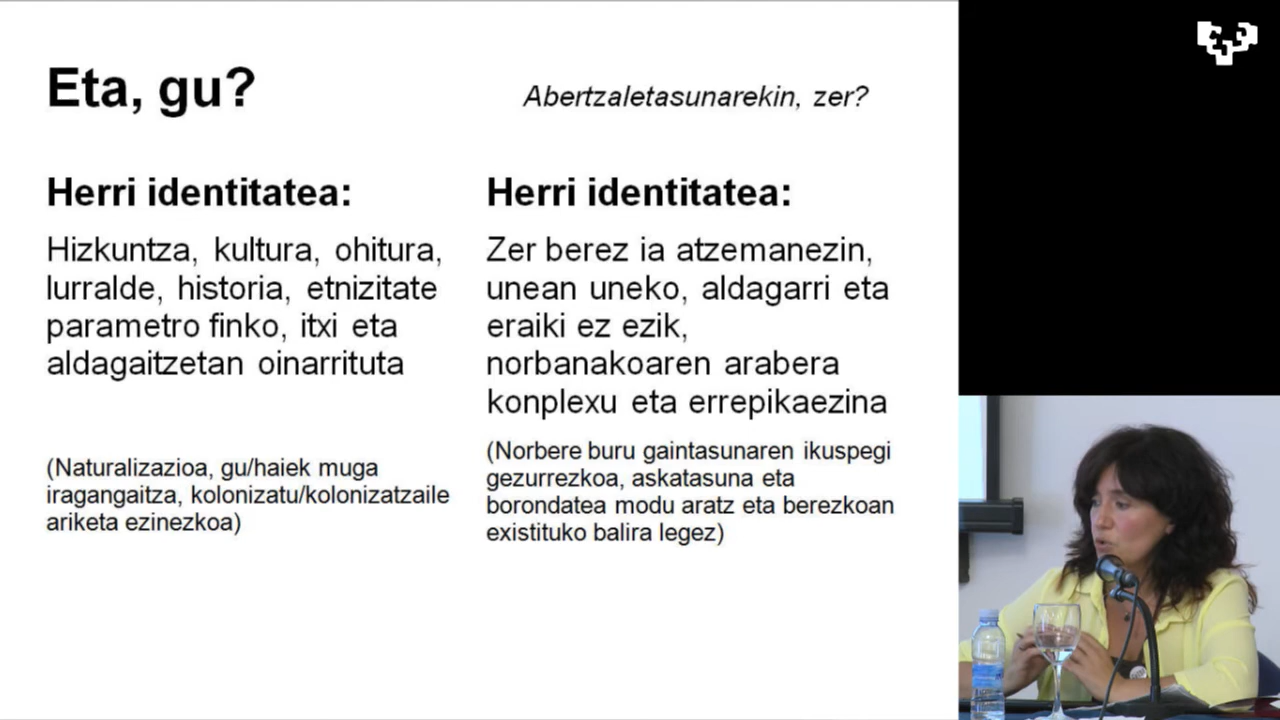 Eta, gu?
Abertzaletasunarekin, zer?
Herri identitatea:
Hizkuntza, kultura, ohitura,
lurralde, historia, etnizitate
parametro finko, itxi eta
aldagaitzetan oinarrituta
(Naturalizazioa, gu/haiek muga
iragangaitza, kolonizatu/kolonizatzaile
ariketa ezinezkoa)
Herri identitatea:
Zer berez ia atzemanezin,
unean uneko, aldagarri eta
eraiki ez ezik,
norbanakoaren arabera
konplexu eta errepikaezina
(Norbere buru gaintasunaren ikuspegi
gezurrezkoa, askatasuna eta
borondatea modu aratz eta berezkoan
existituko balira legez)